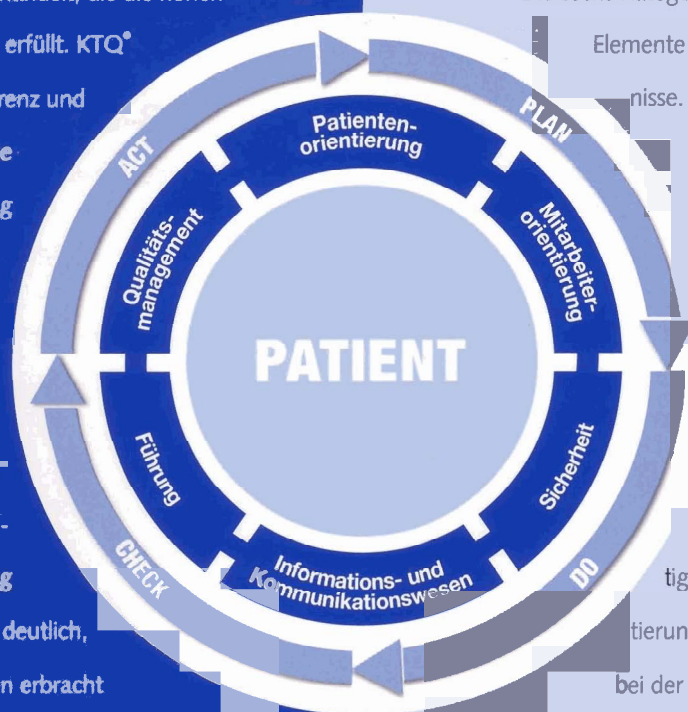 erfüllt. KTQ®
renz und
e
g
g
deutlich,
n erbracht
Elemente
nisse.
tig
tierun
bei der
ACT
PLAN
DO
CHECK
Patienten-
orientierung
Mitarbeiter-
orientierung
Sicherheit
Informations- und
Kommunikationswesen
Führung
Qualitäts-
management
PATIENT